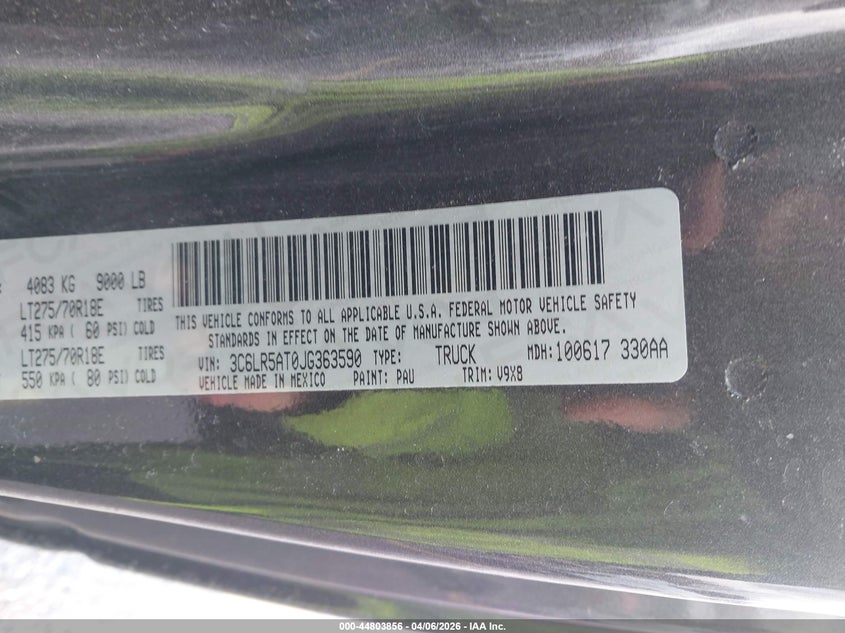 4083 KG 9000 LB
LT275/70R18E TIRES
415 KPA ( 60 PSI) COLD
LT275/70R18E TIRES
550 KPA ( 80 PSI) COLD
THIS VEHICLE CONFORMS TO ALL APPLICABLE U.S.A. FEDERAL MOTOR VEHICLE SAFETY
STANDARDS IN EFFECT ON THE DATE OF MANUFACTURE SHOWN ABOVE.
VIN: 3C6LR5AT0JG363590 TYPE: TRUCK MDH: 100617 330AA
VEHICLE MADE IN MEXICO PAINT: PAU TRIM: V9X8
000-44803856 - 04/06/2026 - IAA Inc.